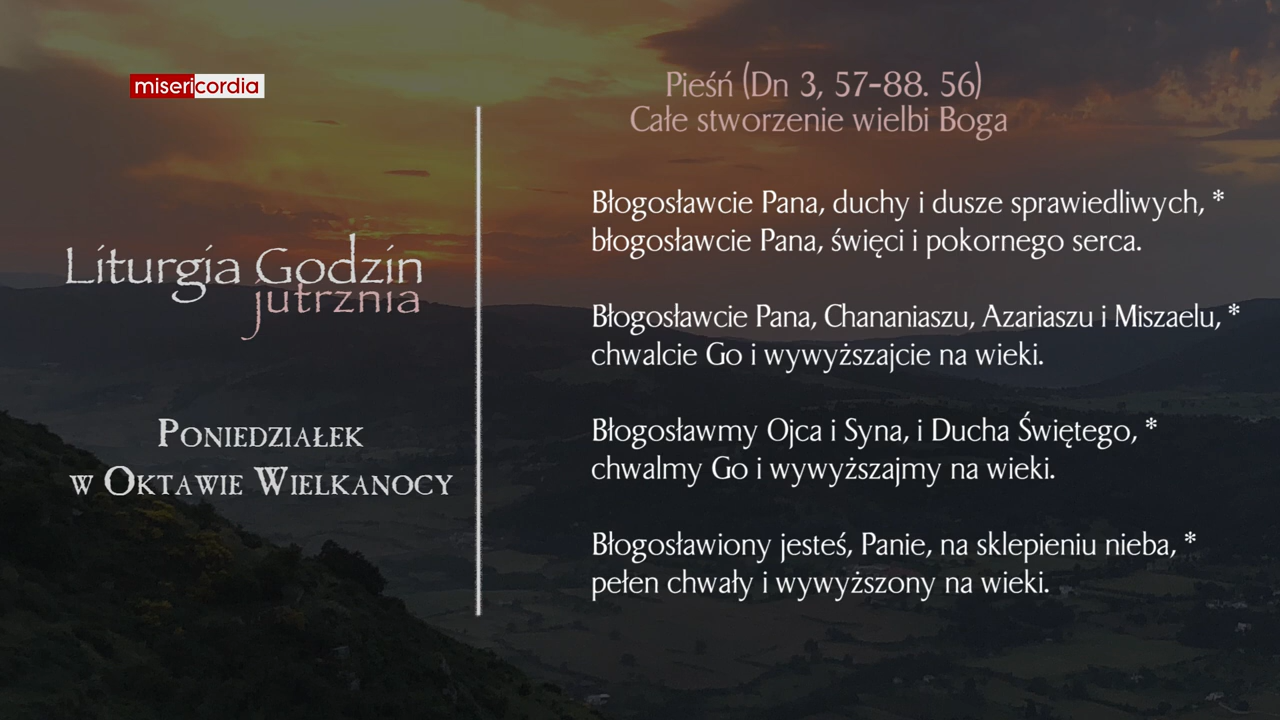 misericordia
Liturgia Godzin
jutrznia
Poniedziałek
w Oktawie Wielkanocy
Pieśń (Dn 3, 57-88. 56)
Całe stworzenie wielbi Boga
Błogosławcie Pana, duchy i dusze sprawiedliwych, *
błogosławcie Pana, święci i pokornego serca.
Błogosławcie Pana, Chananiaszu, Azariaszu i Miszaelu, *
chwalcie Go i wywyższajcie na wieki.
Błogosławmy Ojca i Syna, i Ducha Świętego, *
chwalmy Go i wywyższajmy na wieki.
Błogosławiony jesteś, Panie, na sklepieniu nieba, *
pełen chwały i wywyższony na wieki.